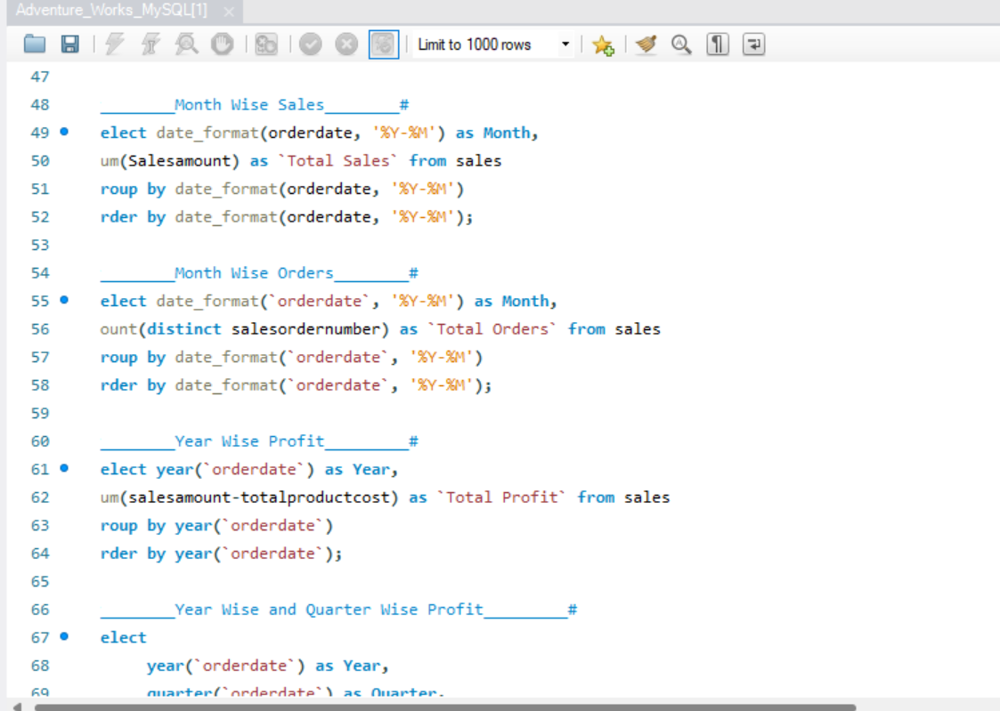 Adventure_Works_MySQL[1] ×
Limit to 1000 rows
47
48 ________Month Wise Sales________#
49 elect date_format(orderdate, '%Y-%M') as Month,
50 um(Salesamount) as `Total Sales` from sales
51 roup by date_format(orderdate, '%Y-%M')
52 rder by date_format(orderdate, '%Y-%M');
53
54 ________Month Wise Orders________#
55 elect date_format(`orderdate`, '%Y-%M') as Month,
56 ount(distinct salesordernumber) as `Total Orders` from sales
57 roup by date_format(`orderdate`, '%Y-%M')
58 rder by date_format(`orderdate`, '%Y-%M');
59
60 ________Year Wise Profit_________#
61 elect year(`orderdate`) as Year,
62 um(salesamount-totalproductcost) as `Total Profit` from sales
63 roup by year(`orderdate`)
64 rder by year(`orderdate`);
65
66 ________Year Wise and Quarter Wise Profit_________#
67 elect
68 year(`orderdate`) as Year,
69 quarter(`orderdate`) as Quarter,